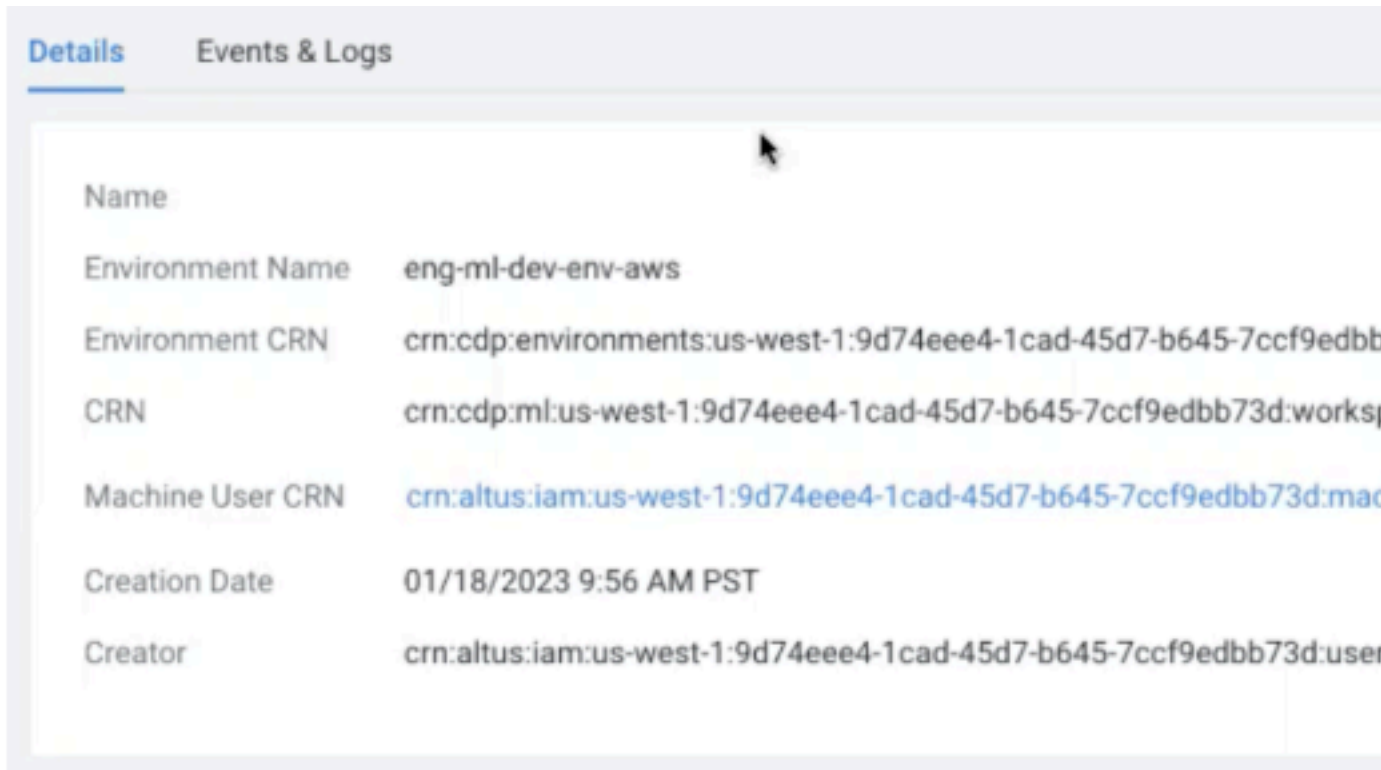 Details Events & Logs
Name
Environment Name eng-ml-dev-env-aws
Environment CRN crn:cdp:environments:us-west-1:9d74eee4-1cad-45d7-b645-7ccf9edbb
CRN crn:cdp:ml:us-west-1:9d74eee4-1cad-45d7-b645-7ccf9edbb73d:worksp
Machine User CRN crn:altus:iam:us-west-1:9d74eee4-1cad-45d7-b645-7ccf9edbb73d:mac
Creation Date 01/18/2023 9:56 AM PST
Creator crn:altus:iam:us-west-1:9d74eee4-1cad-45d7-b645-7ccf9edbb73d:user